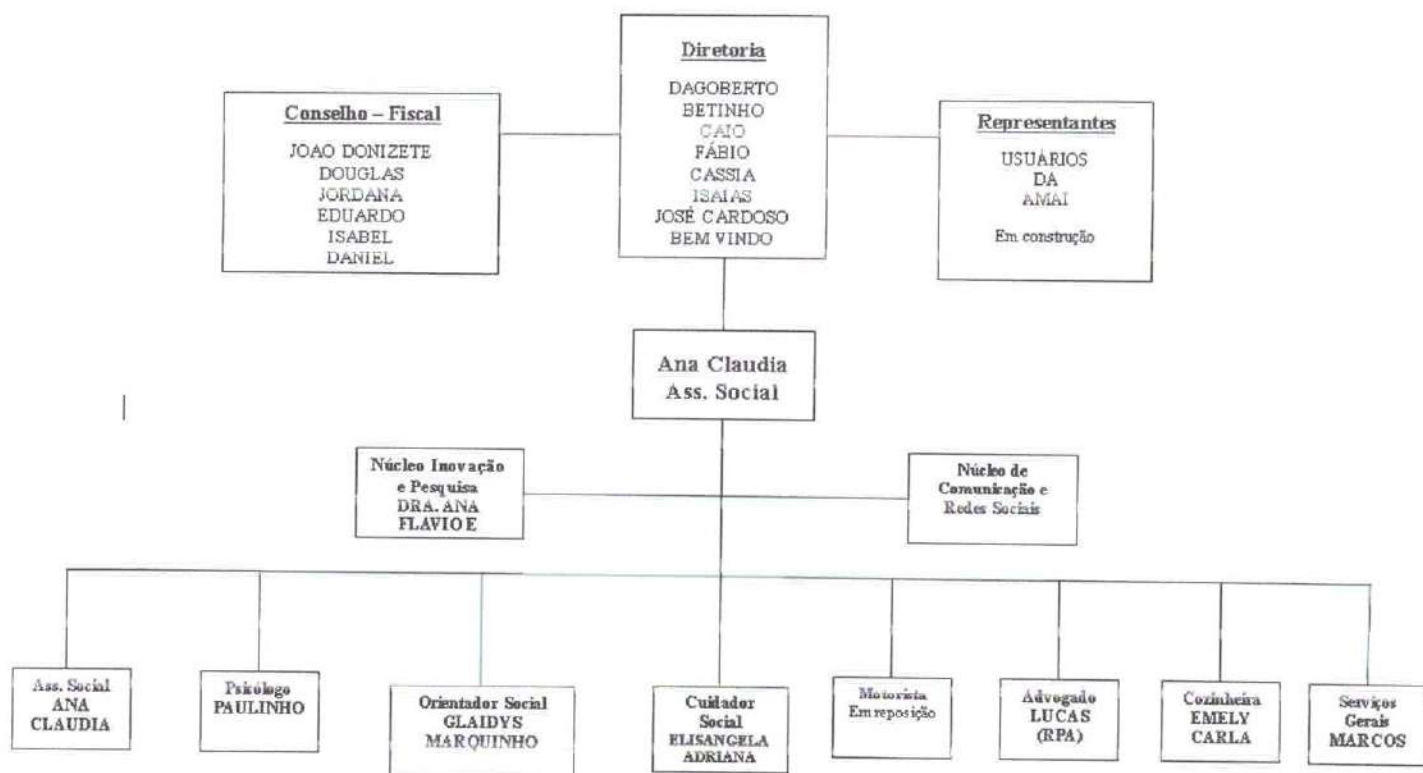 Diretoria
DAGOBERTO
BETINHO
CAIO
FÁBIO
CASSIA
ISAIAS
JOSÉ CARDOSO
BEM VINDO
Conselho – Fiscal
JOAO DONIZETE
DOUGLAS
JORDANA
EDUARDO
ISABEL
DANIEL
Representantes
USUÁRIOS
DA
AMAI
Em construção
Ana Claudia
Ass. Social
Núcleo Inovação
e Pesquisa
DRA. ANA
FLAVIO E
Núcleo de
Comunicação e
Redes Sociais
Ass. Social
ANA
CLAUDIA
Psicólogo
PAULINHO
Orientador Social
GLAIDYS
MARQUINHO
Cuidador
Social
ELISANGELA
ADRIANA
Motorista
Em reposição
Advogado
LUCAS
(RPA)
Cozinheira
EMELY
CARLA
Serviços
Gerais
MARCOS